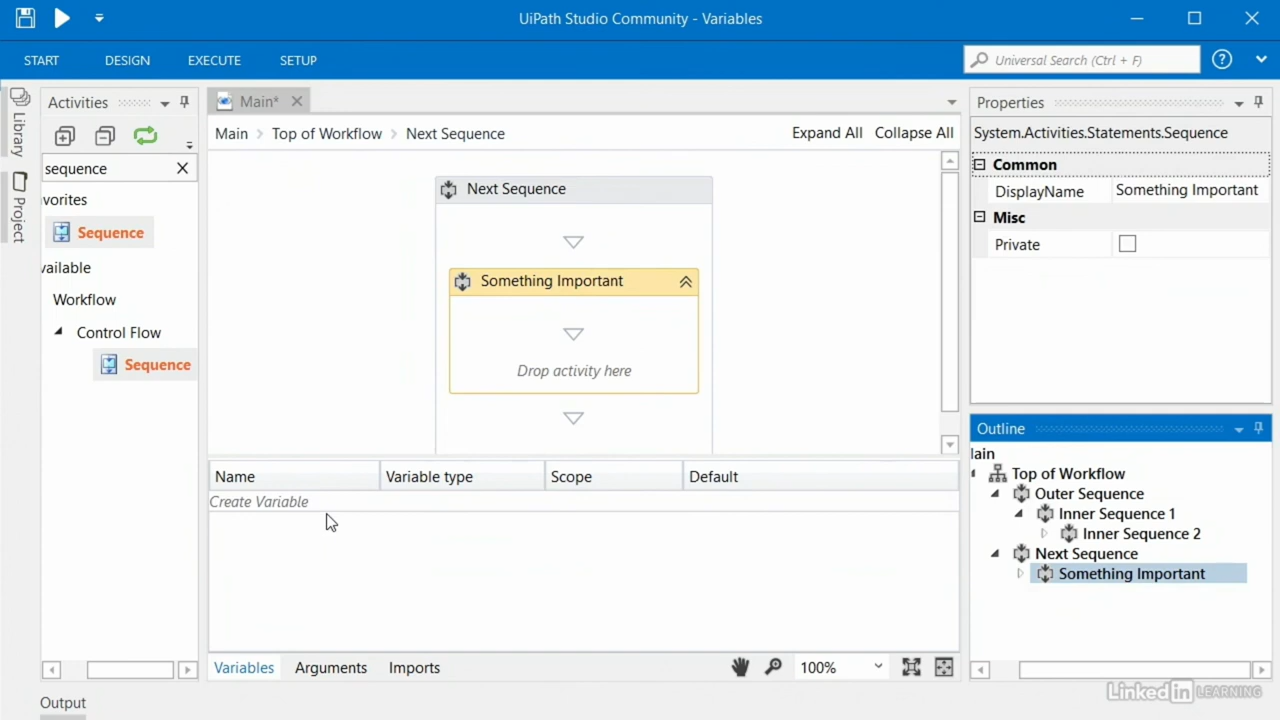 UiPath Studio Community - Variables
START DESIGN EXECUTE SETUP
Universal Search (Ctrl + F)
?
Library
Project
Activities
sequence
vorites
Sequence
vailable
Workflow
Control Flow
Sequence
Main*
Main > Top of Workflow > Next Sequence
Expand All Collapse All
Next Sequence
Something Important
Drop activity here
Name Variable type Scope Default
Create Variable
Variables Arguments Imports
100%
Properties
System.Activities.Statements.Sequence
Common
DisplayName Something Important
Misc
Private
Outline
lain
Top of Workflow
Outer Sequence
Inner Sequence 1
Inner Sequence 2
Next Sequence
Something Important
Output
Linked in LEARNING